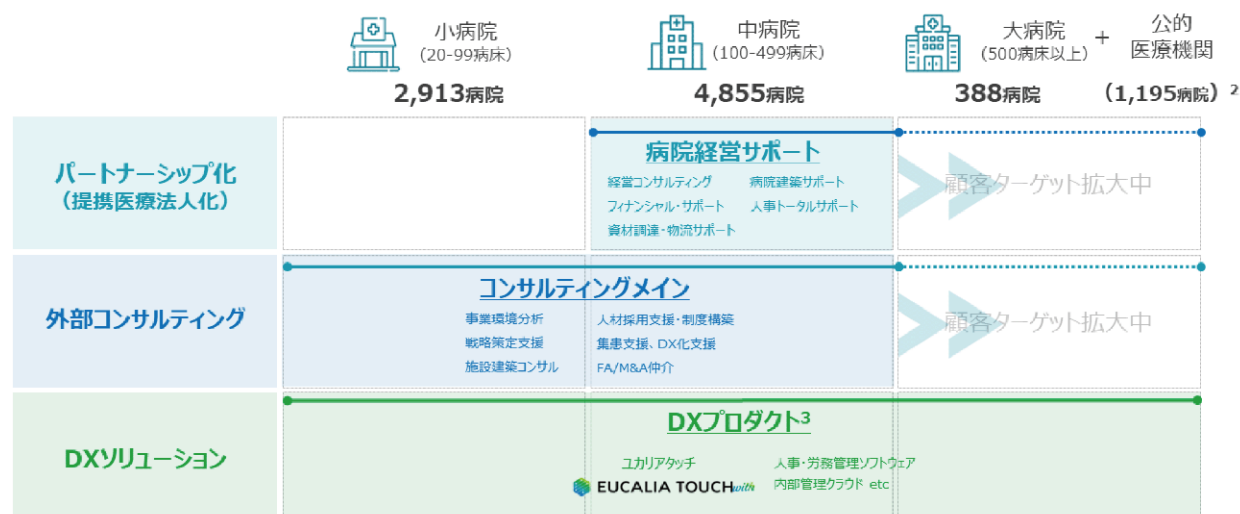 小病院
(20-99病床)
2,913病院
中病院
(100-499病床)
4,855病院
大病院
(500病床以上)
388病院
+
公的
医療機関
(1,195病院) 2
パートナーシップ化
(提携医療法人化)
病院経営サポート
経営コンサルティング 病院建築サポート
フィナンシャル・サポート 人事トータルサポート
資材調達・物流サポート
顧客ターゲット拡大中
外部コンサルティング
コンサルティングメイン
事業環境分析 人材採用支援・制度構築
戦略策定支援 集患支援、DX化支援
施設建築コンサル FA/M&A仲介
顧客ターゲット拡大中
DXソリューション
DXプロダクト3
ユカリアタッチ 人事・労務管理ソフトウェア
EUCALIA TOUCH with 内部管理クラウド etc